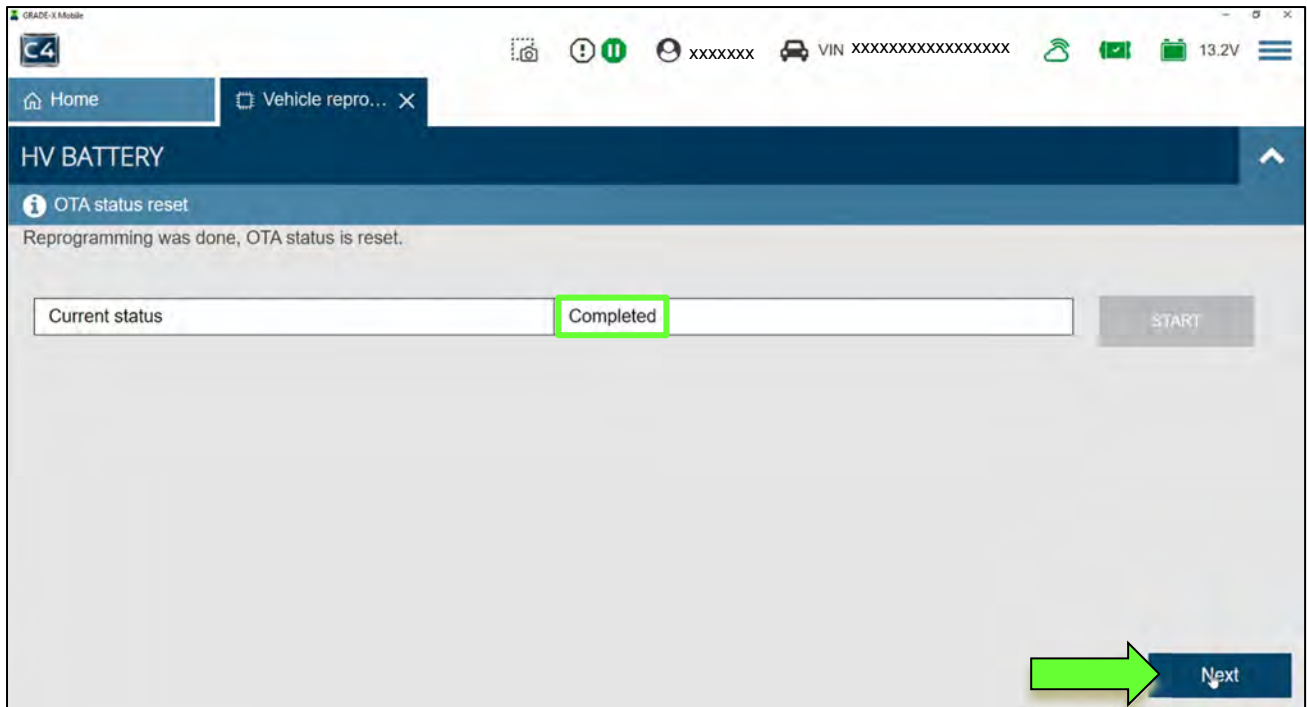 GRADE-X Mobile
C4
xxxxxxx
VIN xxxxxxxxxxxxxxxxx
13.2V
Home
Vehicle repro...
HV BATTERY
OTA status reset
Reprogramming was done, OTA status is reset.
Current status
Completed
START
Next